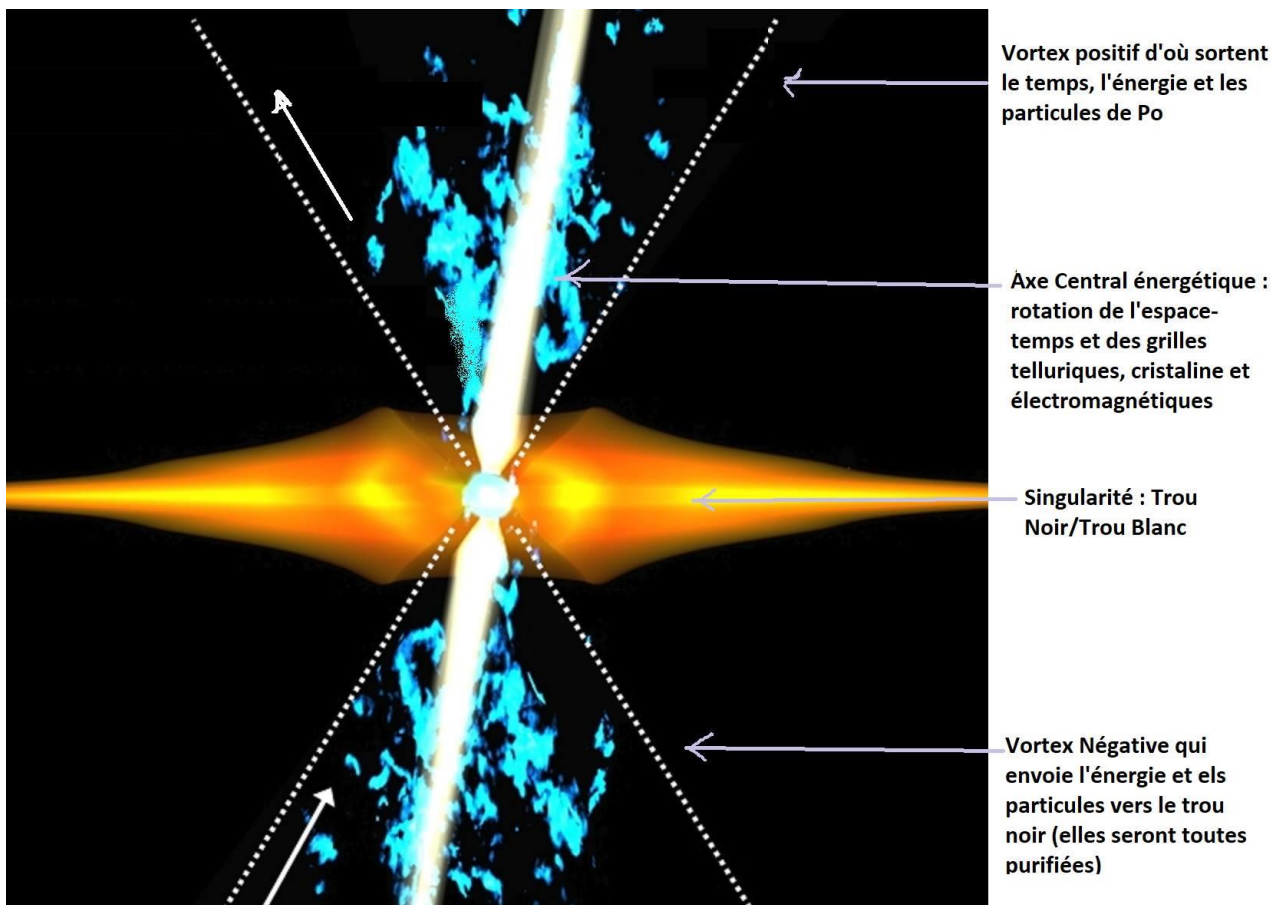 Vortex positif d'où sortent
le temps, l'énergie et les
particules de Po
Axe Central énergétique :
rotation de l'espace-
temps et des grilles
telluriques, cristaline et
électromagnétiques
Singularité : Trou
Noir/Trou Blanc
Vortex Négative qui
envoie l'énergie et els
particules vers le trou
noir (elles seront toutes
purifiées)